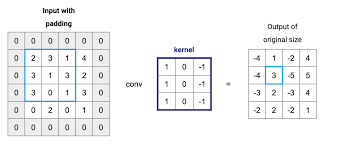 Input with
padding
Output of
original size
kernel
0 0 0 0 0 0
0 2 3 1 4 0
0 3 1 3 2 0
0 3 0 1 3 0
0 0 2 0 1 0
0 0 0 0 0 0
conv
1 0 -1
1 0 -1
1 0 -1
=
-4 1 -2 4
-4 3 -5 5
-3 2 -3 4
-2 2 -2 1